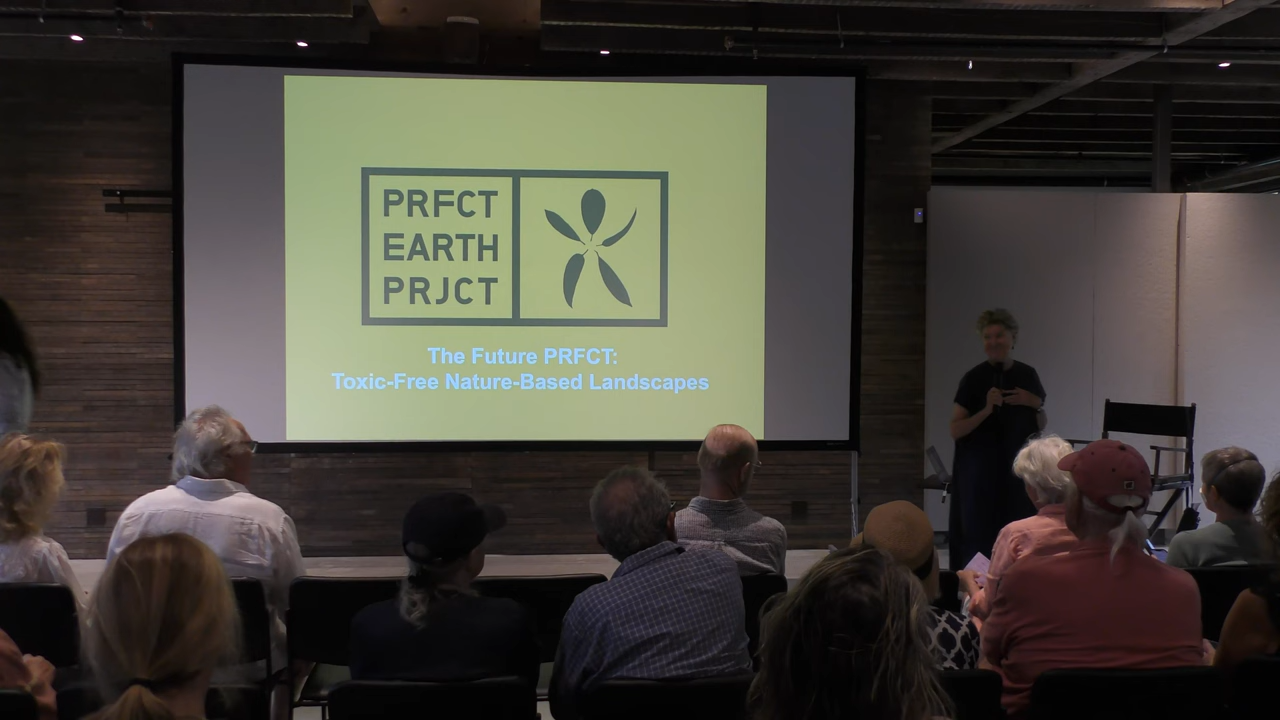 PRFCT
EARTH
PRJCT
The Future PRFCT:
Toxic-Free Nature-Based Landscapes